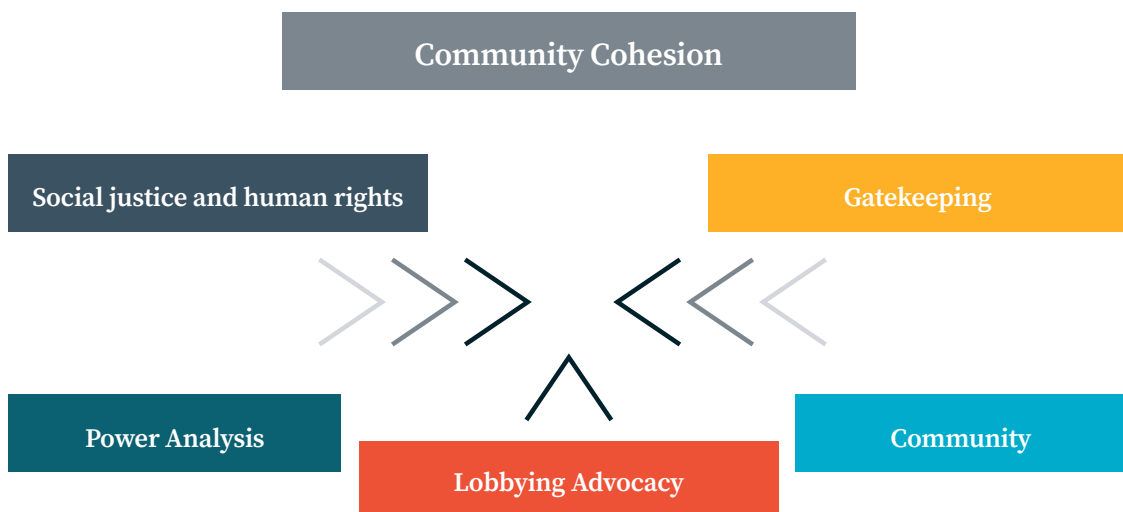 Community Cohesion
Social justice and human rights
Gatekeeping
Power Analysis
Community
Lobbying Advocacy